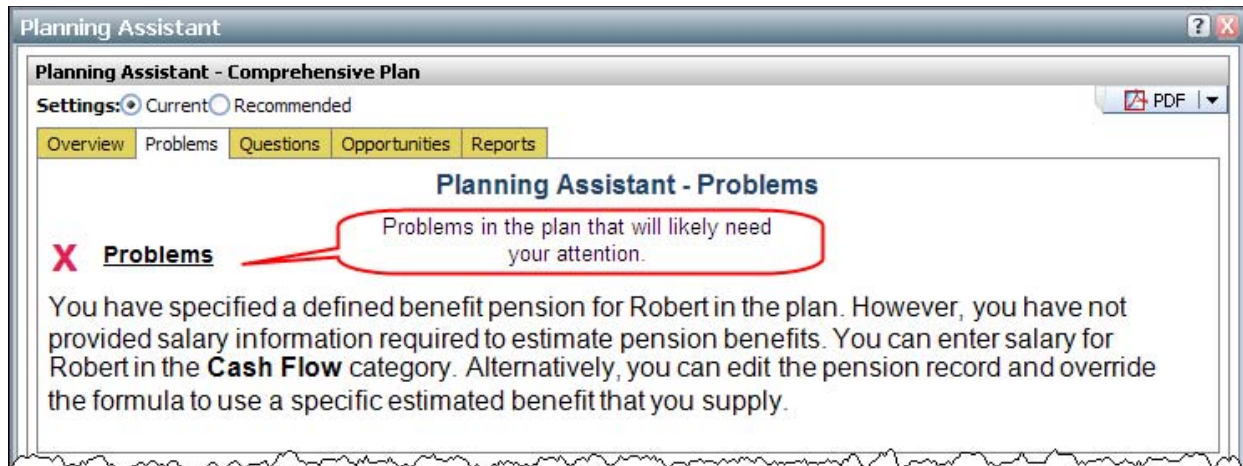 Planning Assistant
Planning Assistant - Comprehensive Plan
Settings: Current Recommended
PDF
Overview Problems Questions Opportunities Reports
Planning Assistant - Problems
Problems in the plan that will likely need
your attention.
X Problems
You have specified a defined benefit pension for Robert in the plan. However, you have not
provided salary information required to estimate pension benefits. You can enter salary for
Robert in the Cash Flow category. Alternatively, you can edit the pension record and override
the formula to use a specific estimated benefit that you supply.